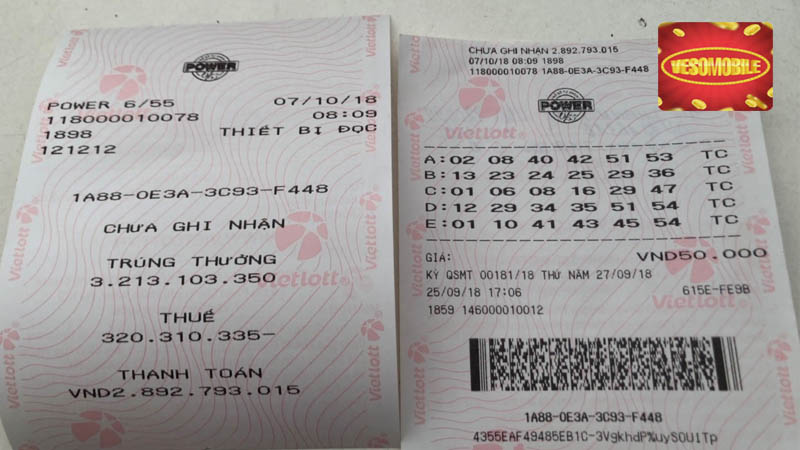 POWER
POWER 6/55 07/10/18
118000010078 08:09
1898 THIẾT BỊ ĐỌC
121212
1A88-0E3A-3C93-F448
CHƯA GHI NHẬN
TRÚNG THƯỞNG
3.213.103.350
THUẾ
320.310.335-
THANH TOÁN
VND2.892.793.015
CHƯA GHI NHẬN 2.892.793.015
07/10/18 08:09 1898
118000010078 1A88-0E3A-3C93-F448
VESOMOBILE
POWER
Vietlott
A:02 08 40 42 51 53 TC
B:13 23 24 25 29 36 TC
C:01 06 08 16 29 47 TC
D:12 29 34 35 51 54 TC
E:01 10 41 43 45 54 TC
GIÁ: VND50.000
KỲ QSMT 00181/18 THỨ NĂM 27/09/18
25/09/18 17:06 615E-FE9B
1859 146000010012
1A88-0E3A-3C93-F448
4355EAF49485EB1C-3VgkhdP%uySOU1Tp
Vietlott